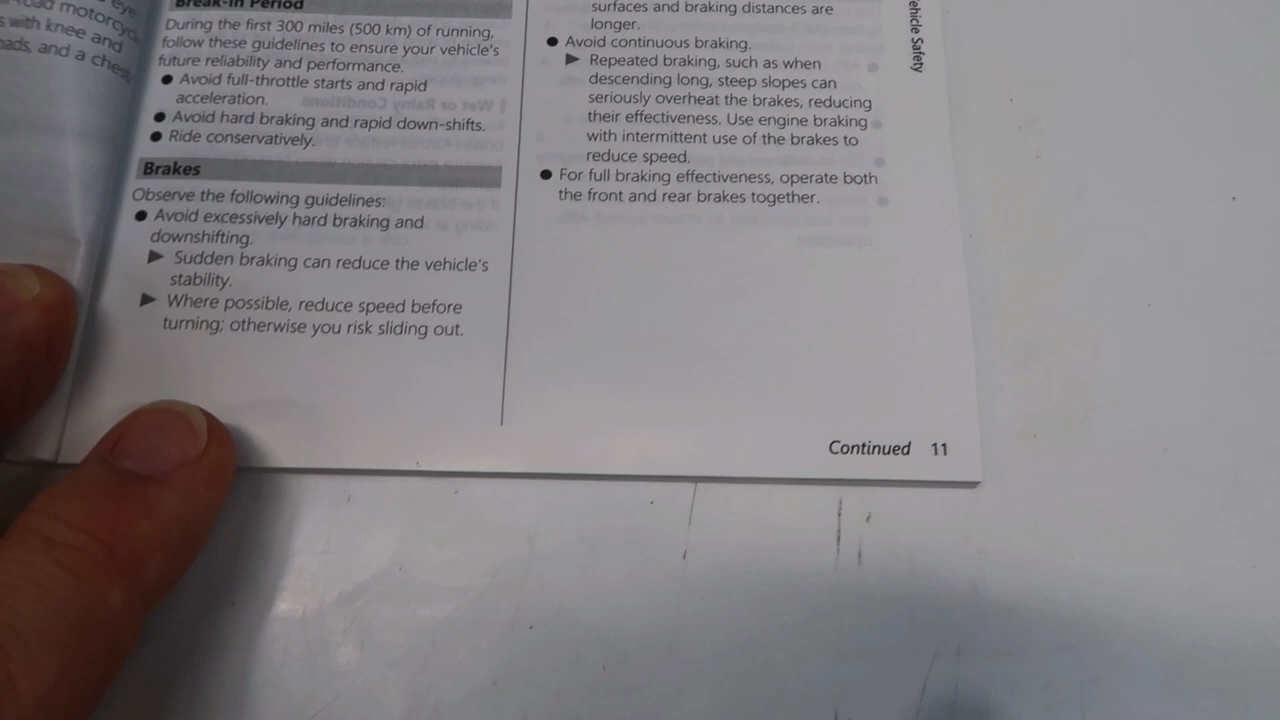 eye
road motorcy
s with knee and
pads, and a chest
Break-in Period
During the first 300 miles (500 km) of running,
follow these guidelines to ensure your vehicle's
future reliability and performance.
● Avoid full-throttle starts and rapid
acceleration.
● Avoid hard braking and rapid down-shifts.
● Ride conservatively.
Brakes
Observe the following guidelines:
● Avoid excessively hard braking and
downshifting.
▶ Sudden braking can reduce the vehicle's
stability.
▶ Where possible, reduce speed before
turning; otherwise you risk sliding out.
surfaces and braking distances are
longer.
● Avoid continuous braking.
▶ Repeated braking, such as when
descending long, steep slopes can
seriously overheat the brakes, reducing
their effectiveness. Use engine braking
with intermittent use of the brakes to
reduce speed.
● For full braking effectiveness, operate both
the front and rear brakes together.
ehicle Safety
Continued 11